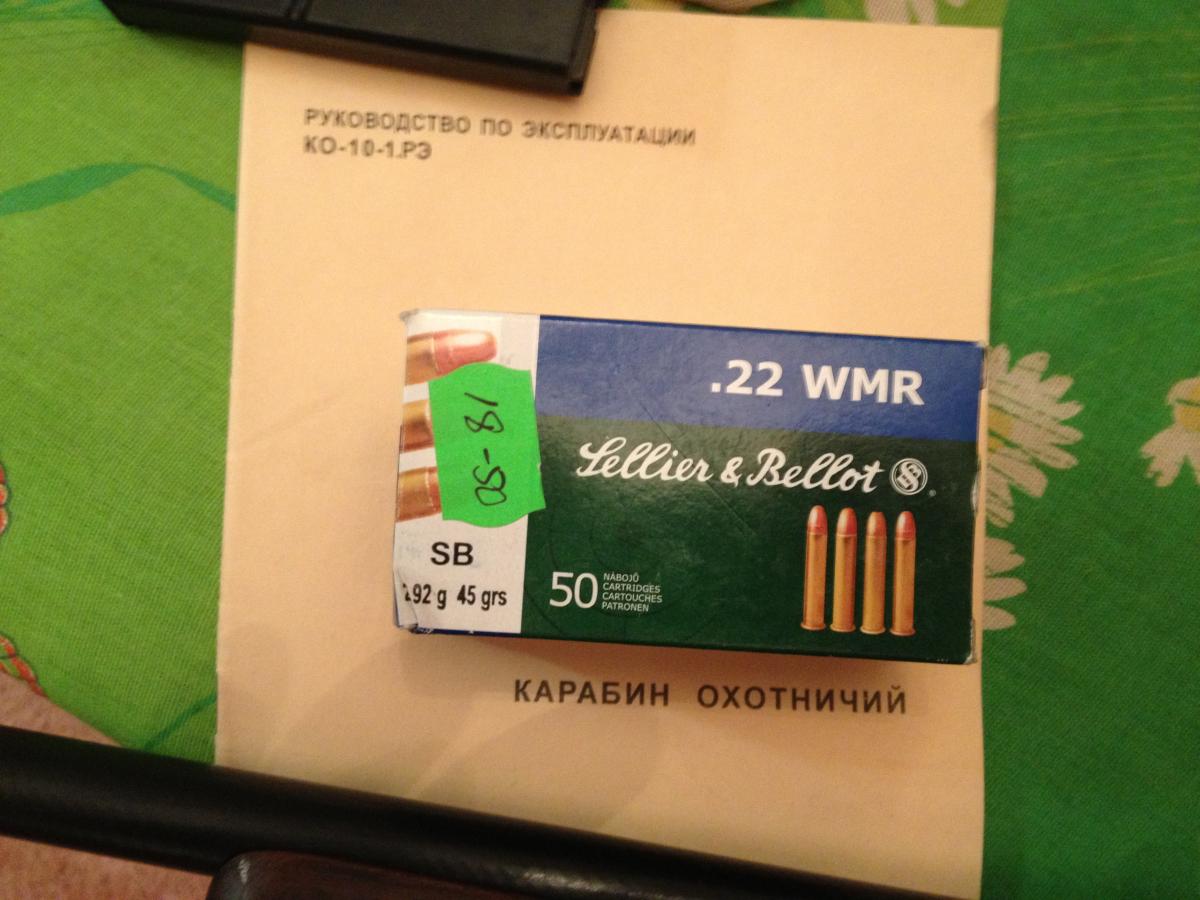 РУКОВОДСТВО ПО ЭКСПЛУАТАЦИИ
КО-10-1.РЭ
.22 WMR
Sellier & Bellot
18-50
SB
2.92 g 45 grs
50
NÁBOJŮ
CARTRIDGES
CARTOUCHES
PATRONEN
КАРАБИН ОХОТНИЧИЙ